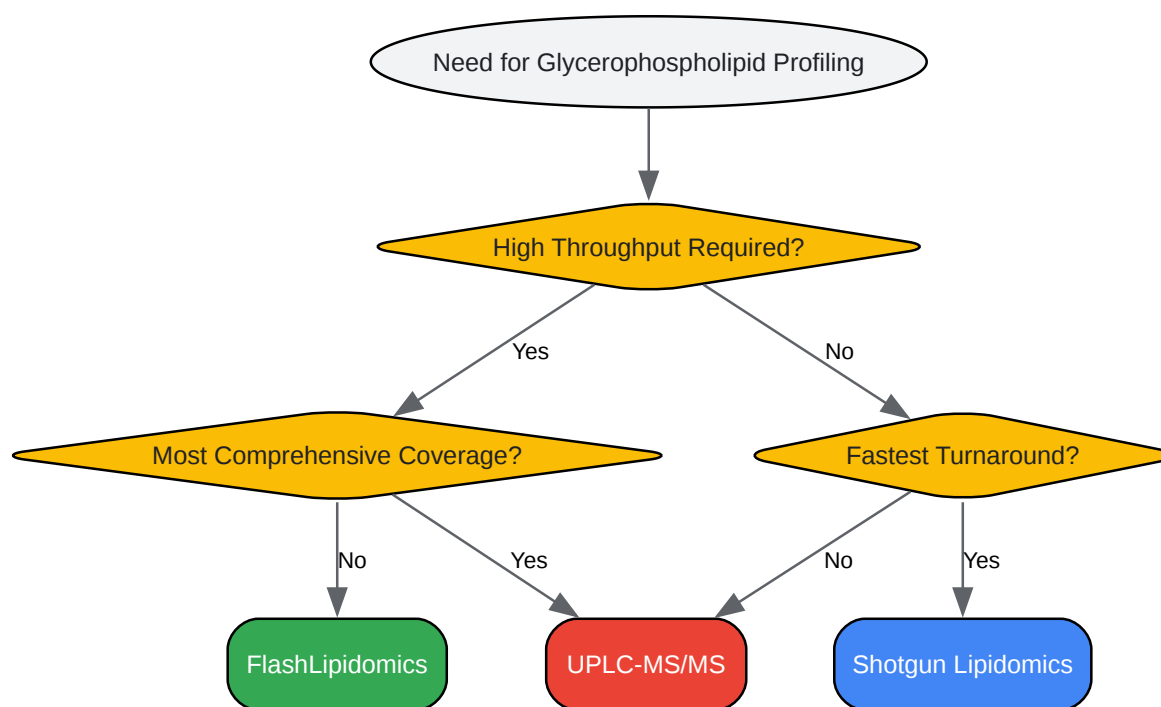 Need for Glycerophospholipid Profiling
High Throughput Required?
Yes
No
Most Comprehensive Coverage?
Fastest Turnaround?
No
Yes
No
Yes
FlashLipidomics
UPLC-MS/MS
Shotgun Lipidomics